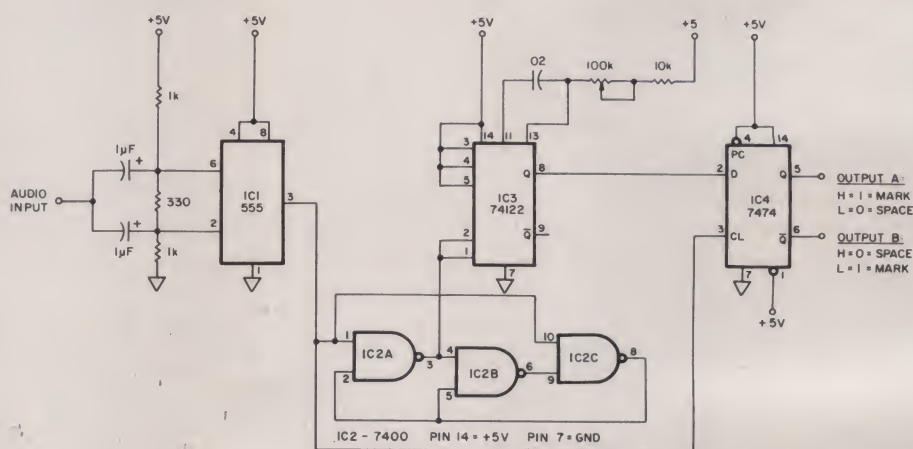 +5V
+5V
+5V
+5
+5V
1k
02
100k
10k
4
8
14
11
13
4
14
1µF
+
6
3
4
5
PC
AUDIO
INPUT
330
IC1
555
3
IC3
74122
Q
8
2
D
Q
5
OUTPUT A:
H = 1 = MARK
L = 0 = SPACE
IC4
7474
1µF
+
2
1k
1
2
1
Q̅
9
7
3
CL
Q̅
6
OUTPUT B:
H = 0 = SPACE
L = 1 = MARK
7
1
+5V
1
2
IC2A
3
4
5
IC2B
6
10
9
IC2C
8
IC2 - 7400 PIN 14 = +5V PIN 7 = GND